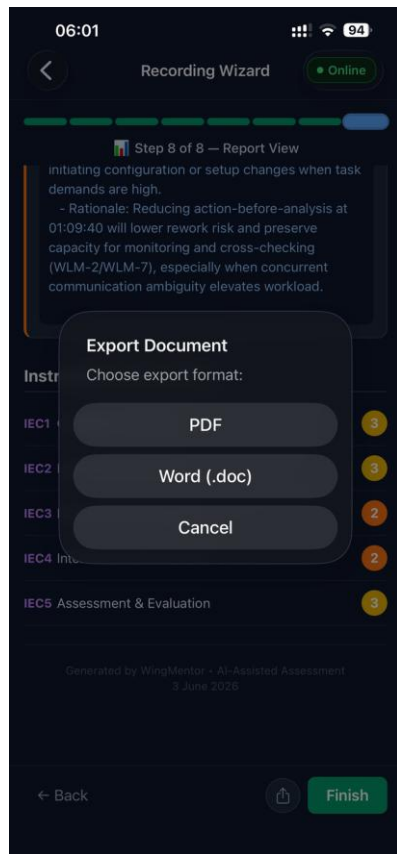 06:01
94
Recording Wizard
Online
Step 8 of 8 — Report View
initiating configuration or setup changes when task
demands are high.
- Rationale: Reducing action-before-analysis at
01:09:40 will lower rework risk and preserve
capacity for monitoring and cross-checking
(WLM-2/WLM-7), especially when concurrent
communication ambiguity elevates workload.
Export Document
Choose export format:
PDF
Word (.doc)
Cancel
IEC1
3
IEC2
3
IEC3
2
IEC4
2
IEC5 Assessment & Evaluation
3
Generated by WingMentor • AI-Assisted Assessment
3 June 2026
← Back
Finish